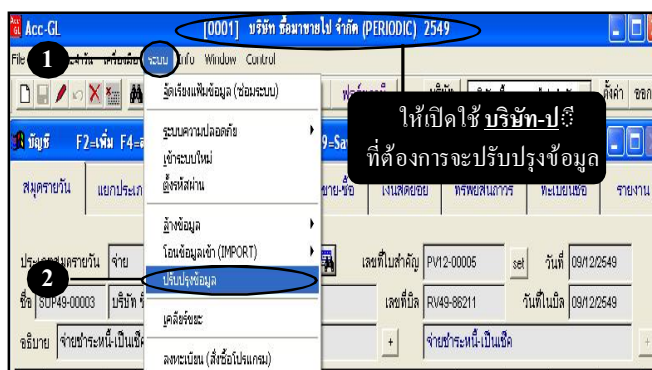 Acc-GL [0001] บริษัท ซื้อมาขายไป จำกัด (PERIODIC) 2549
File 1 ระบบ Info Window Control
จัดเรียงแฟ้มข้อมูล (ซ่อมระบบ)
ตั้งค่า
ให้เปิดใช้ บริษัท-ปี
ที่ต้องการจะปรับปรุงข้อมูล
บัญชี F2=เพิ่ม
ระบบความปลอดภัย
เข้าระบบใหม่
ตั้งรหัสผ่าน
สมุดรายวัน ขาย-ซื้อ เงินสดย่อย ทรัพย์สินถาวร ทะเบียนชื่อ รายงาน
ล้างข้อมูล
โอนข้อมูลเข้า (IMPORT)
จ่าย เลขที่ใบสำคัญ PV12-00005 set วันที่ 09/12/2549
2 ปรับปรุงข้อมูล
ชื่อ SUP49-00003 บริษัท เลขที่บิล RV49-86211 วันที่ในบิล 09/12/2549
เคลียร์ขยะ
อธิบาย จ่ายชำระหนี้-เป็นเช็ค + จ่ายชำระหนี้-เป็นเช็ค +
ลงทะเบียน (สั่งซื้อโปรแกรม)